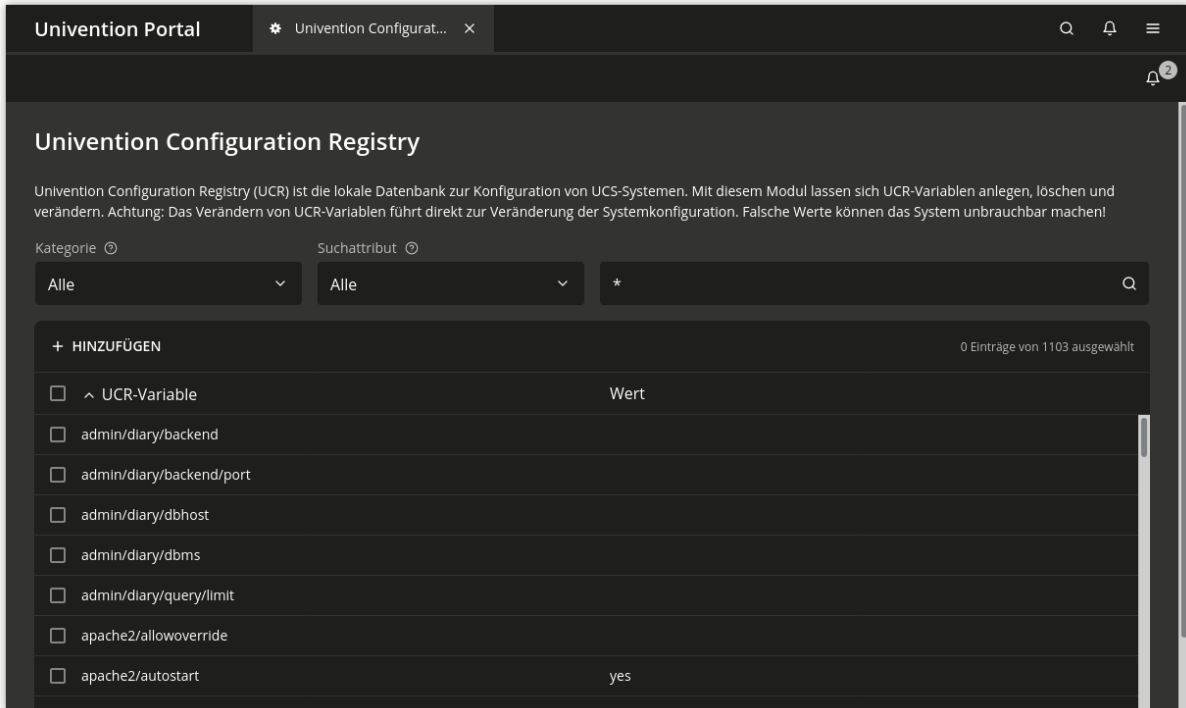 Univention Portal
Univention Configurat...
2
Univention Configuration Registry
Univention Configuration Registry (UCR) ist die lokale Datenbank zur Konfiguration von UCS-Systemen. Mit diesem Modul lassen sich UCR-Variablen anlegen, löschen und
verändern. Achtung: Das Verändern von UCR-Variablen führt direkt zur Veränderung der Systemkonfiguration. Falsche Werte können das System unbrauchbar machen!
Kategorie Suchattribut
Alle Alle *
+ HINZUFÜGEN 0 Einträge von 1103 ausgewählt
UCR-Variable Wert
admin/diary/backend
admin/diary/backend/port
admin/diary/dbhost
admin/diary/dbms
admin/diary/query/limit
apache2/allowoverride
apache2/autostart yes